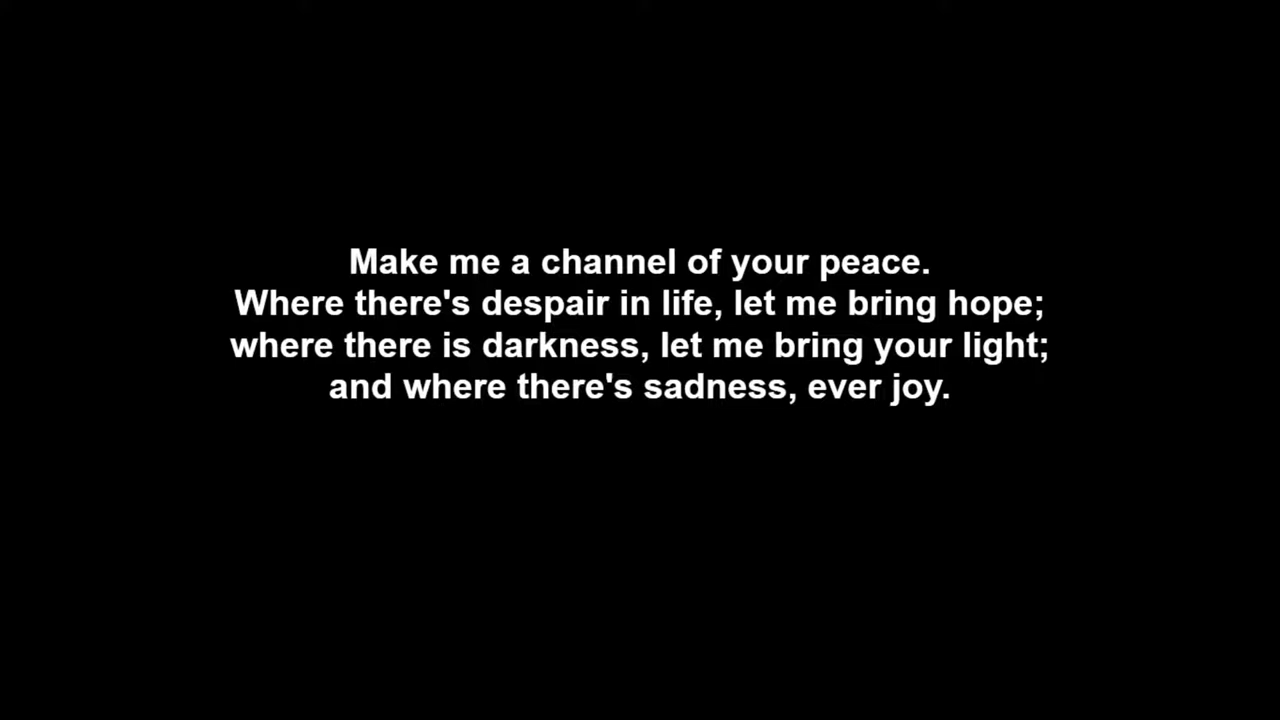 Make me a channel of your peace.
Where there's despair in life, let me bring hope;
where there is darkness, let me bring your light;
and where there's sadness, ever joy.